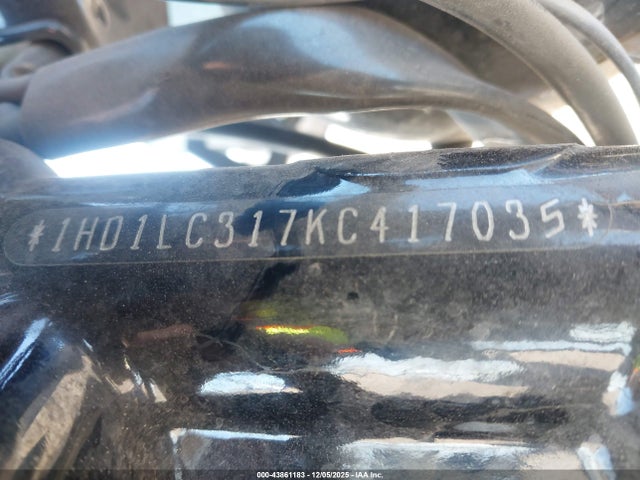 *1HD1LC317KC417035*
000-43861183 - 12/05/2025 - IAA Inc.